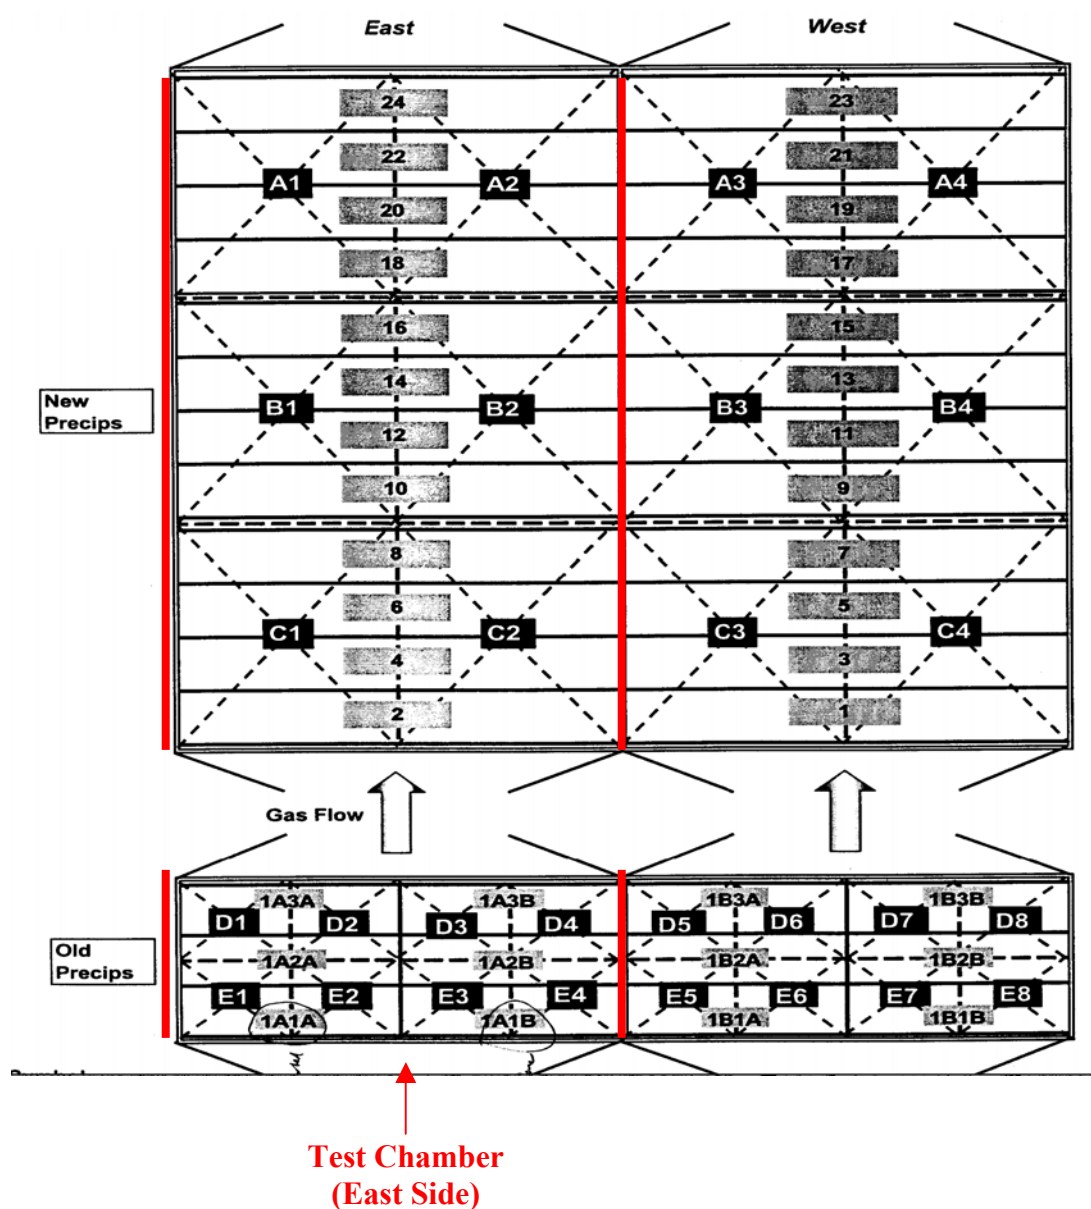 East West
24 23
22 21
A1 A2 A3 A4
20 19
18 17
16 15
14 13
New
Precips
B1 B2 B3 B4
12 11
10 9
8 7
6 5
C1 C2 C3 C4
4 3
2 1
Gas Flow
1A3A 1A3B 1B3A 1B3B
D1 D2 D3 D4 D5 D6 D7 D8
Old
Precips
1A2A 1A2B 1B2A 1B2B
E1 E2 E3 E4 E5 E6 E7 E8
1A1A 1A1B 1B1A 1B1B
Test Chamber
(East Side)